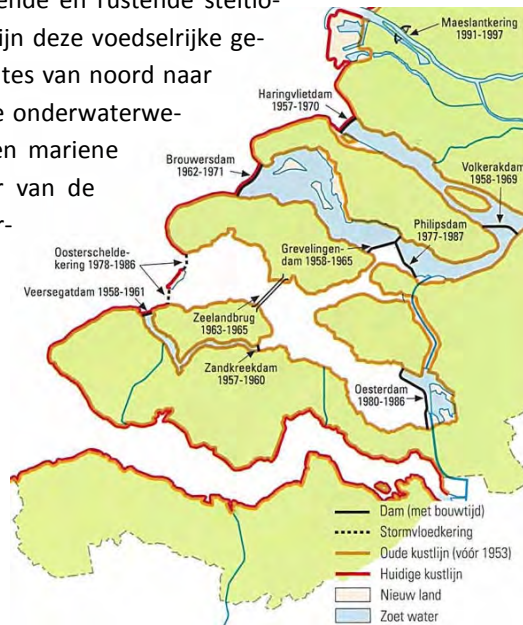 ende en rustende steltlo-
ijn deze voedselrijke ge-
tes van noord naar
e onderwaterwe-
en mariene
r van de
r-
Maeslantkering
1991-1997
Haringvlietdam
1957-1970
Brouwersdam
1962-1971
Volkerakdam
1958-1969
Philipsdam
1977-1987
Grevelingen-
dam 1958-1965
Oosterschelde-
kering 1978-1986
Veersegatdam 1958-1961
Zeelandbrug
1963-1965
Zandkreekdam
1957-1960
Oesterdam
1980-1986
Dam (met bouwtijd)
Stormvloedkering
Oude kustlijn (vóór 1953)
Huidige kustlijn
Nieuw land
Zoet water